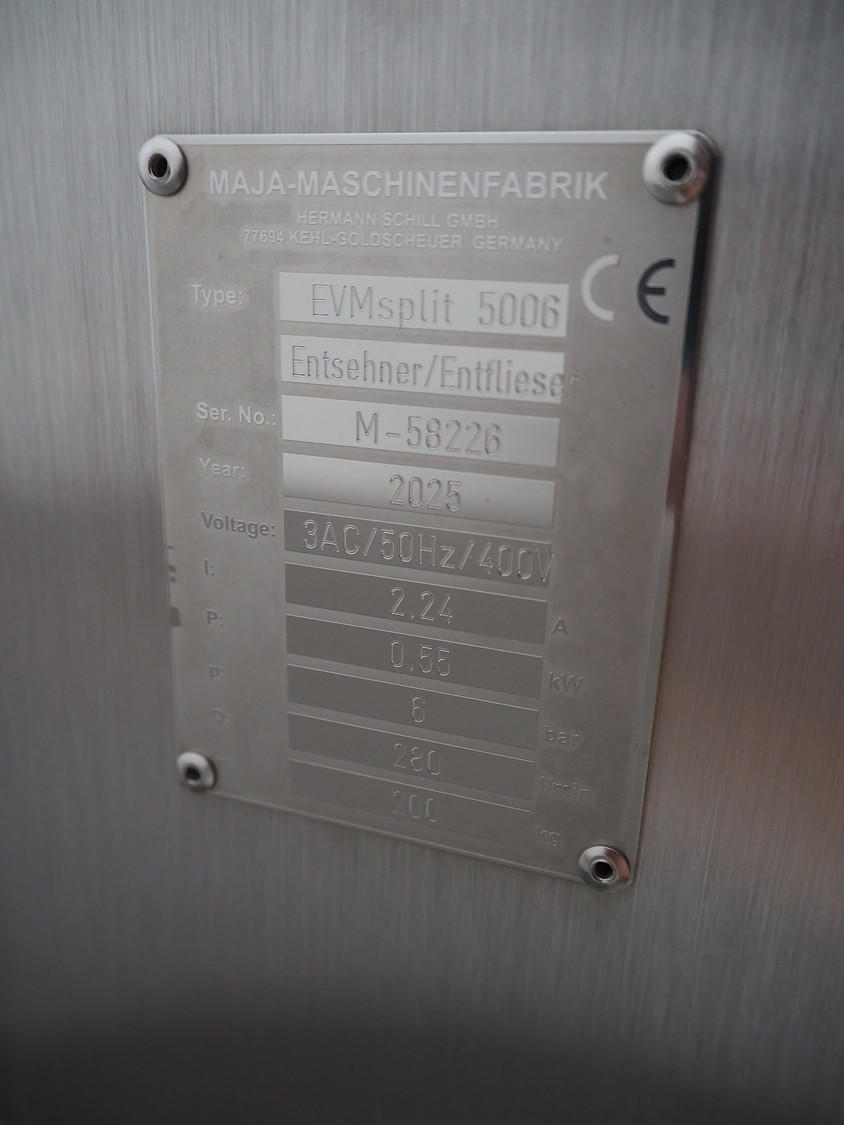 MAJA-MASCHINENFABRIK
HERMANN SCHILL GMBH
77694 KEHL-GOLDSCHEUER GERMANY
CE
Type: EVMsplit 5006
Entsehner/Entflieser
Ser. No.: M-58226
Year: 2025
Voltage: 3AC/50Hz/400V
I: 2.24 A
P: 0.55 kW
p: 6 bar
Q: 280 l/min
200 kg